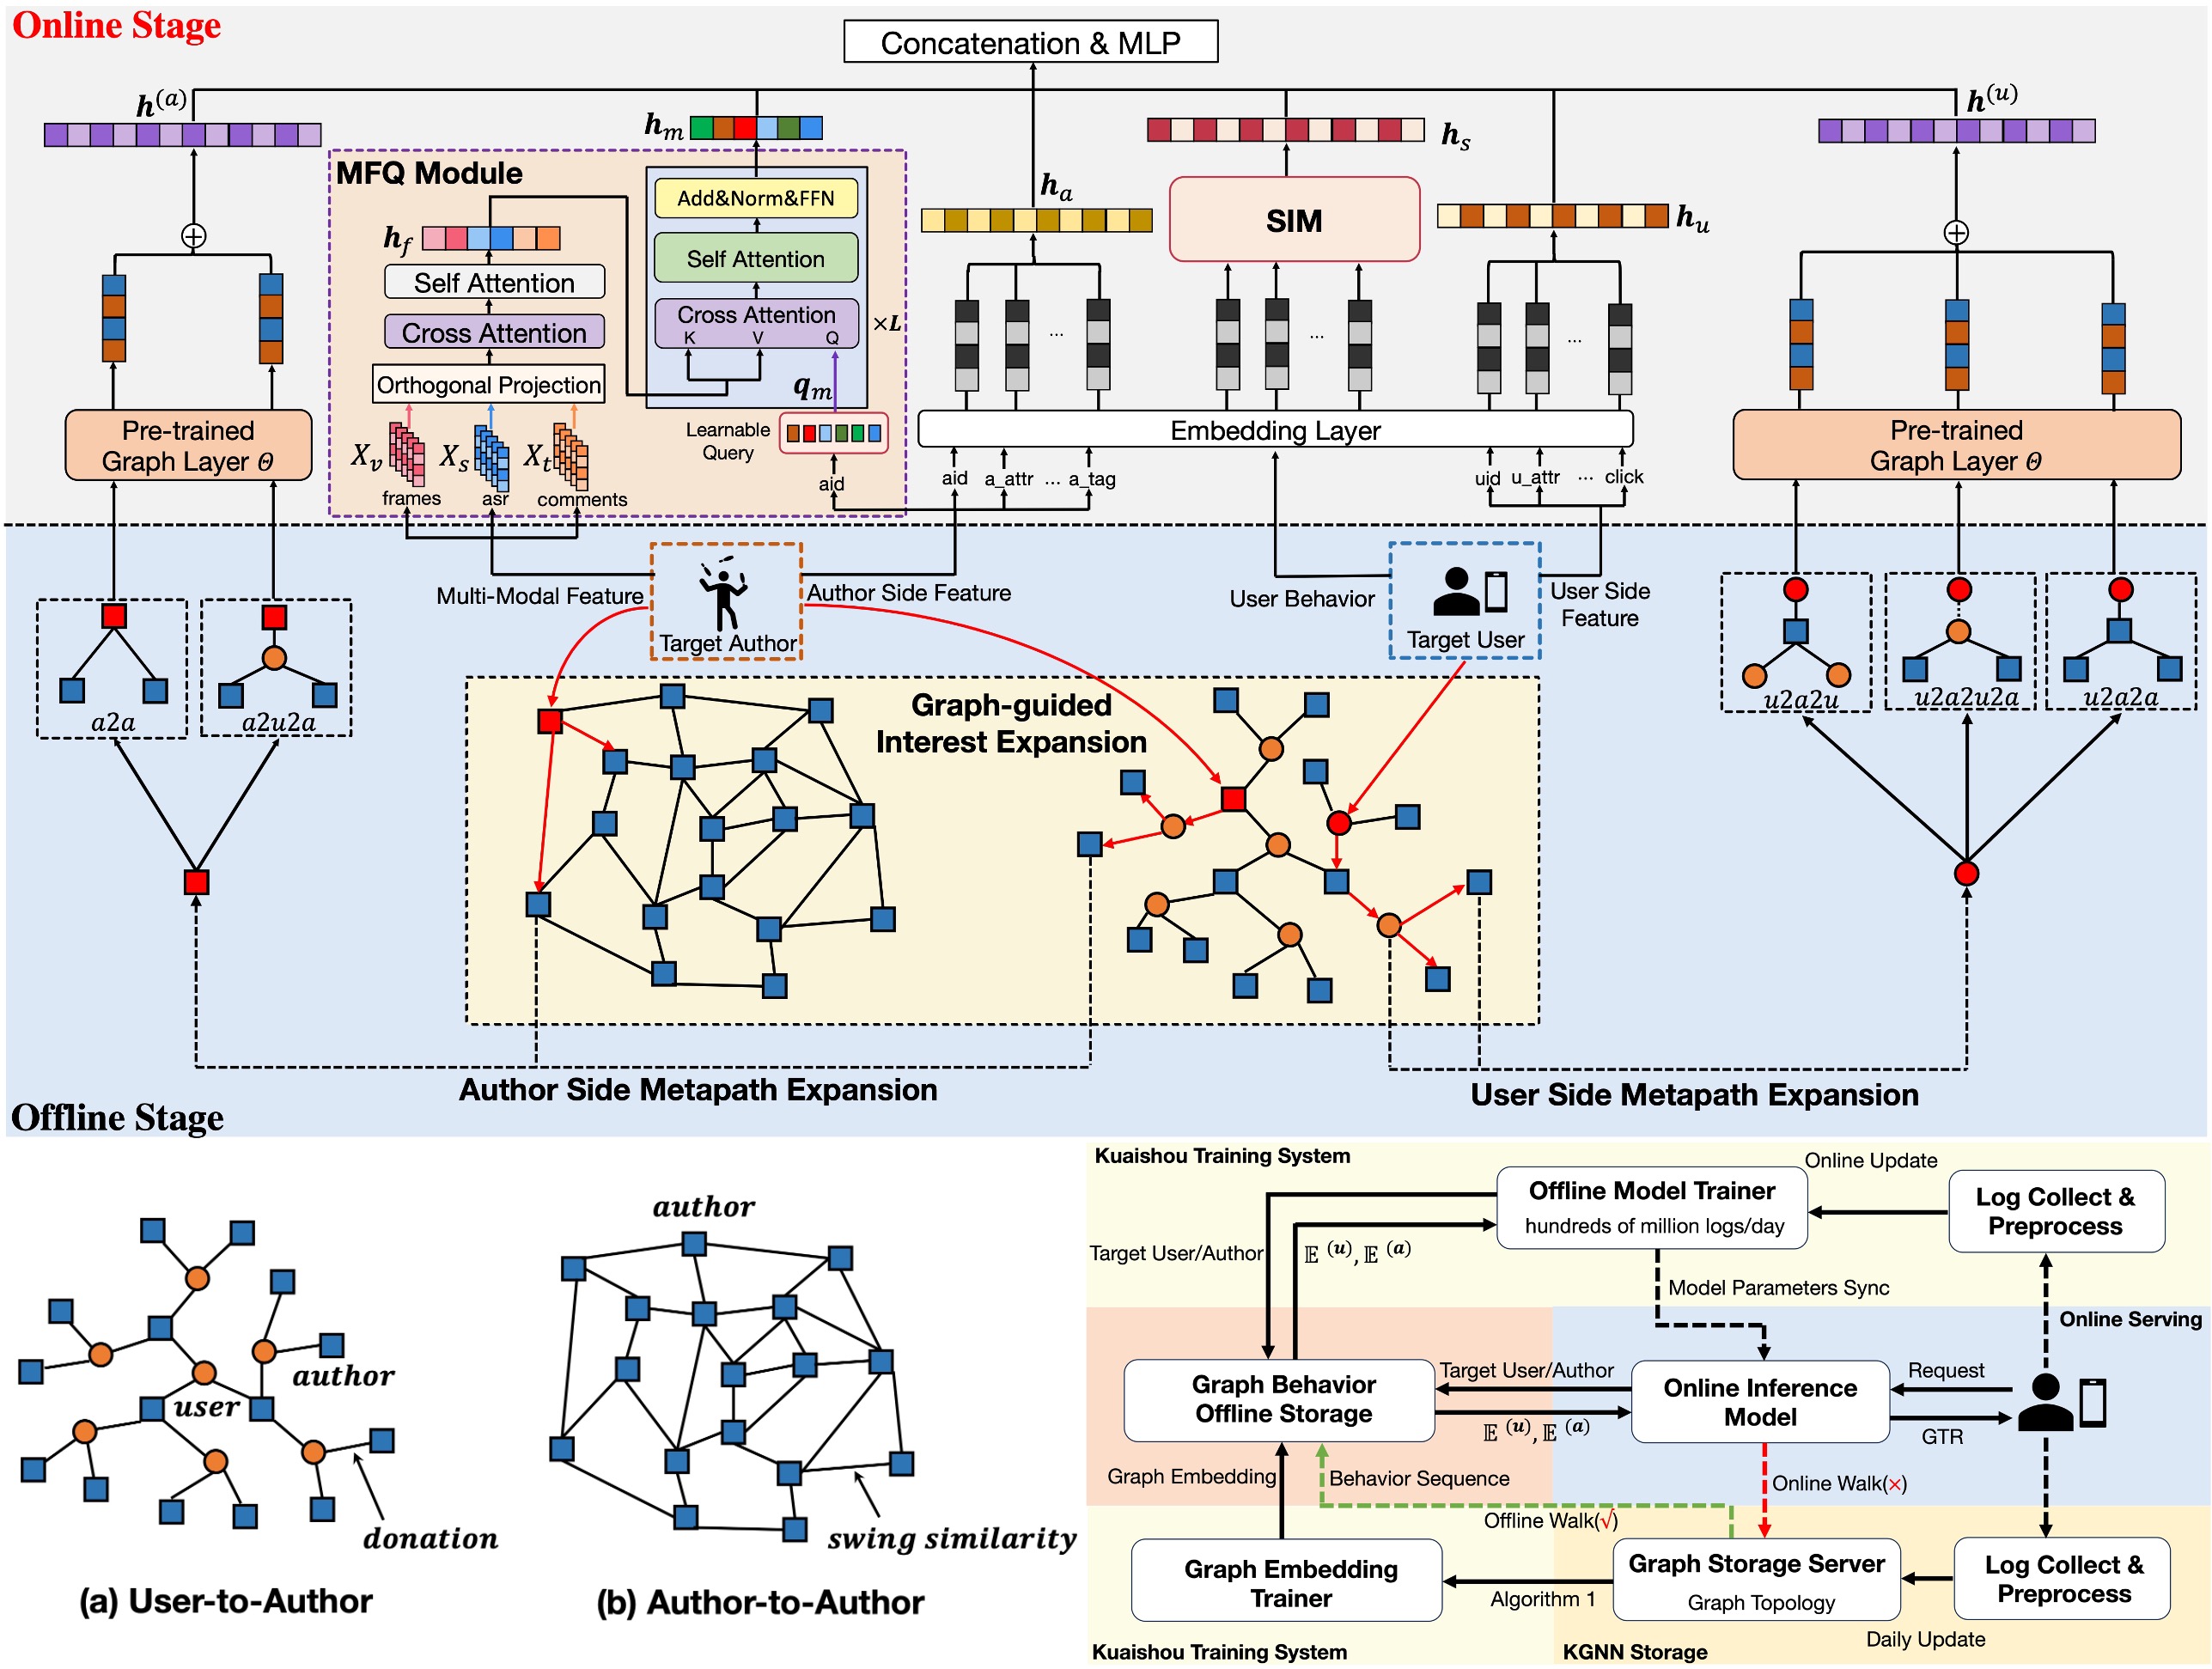 Online Stage
Concatenation & MLP
h^(a)
h_m
h_a
h_s
h_u
h^(u)
MFQ Module
h_f
Self Attention
Cross Attention
Orthogonal Projection
X_v
X_s
X_t
frames
asr
comments
Add&Norm&FFN
Self Attention
Cross Attention
K
V
Q
×L
q_m
Learnable
Query
aid
SIM
...
...
...
Embedding Layer
aid
a_attr
...
a_tag
uid
u_attr
...
click
Pre-trained
Graph Layer Θ
Pre-trained
Graph Layer Θ
Multi-Modal Feature
Target Author
Author Side Feature
User Behavior
Target User
User Side
Feature
a2a
a2u2a
u2a2u
u2a2u2a
u2a2a
Graph-guided
Interest Expansion
Author Side Metapath Expansion
User Side Metapath Expansion
Offline Stage
author
user
donation
(a) User-to-Author
author
swing similarity
(b) Author-to-Author
Kuaishou Training System
Online Update
Offline Model Trainer
hundreds of million logs/day
Log Collect &
Preprocess
Target User/Author
𝔼 ^(u), 𝔼 ^(a)
Model Parameters Sync
Online Serving
Graph Behavior
Offline Storage
Target User/Author
𝔼 ^(u), 𝔼 ^(a)
Online Inference
Model
Request
GTR
Graph Embedding
Behavior Sequence
Online Walk(×)
Offline Walk(√)
Graph Embedding
Trainer
Algorithm 1
Graph Storage Server
Graph Topology
Log Collect &
Preprocess
Daily Update
Kuaishou Training System
KGNN Storage